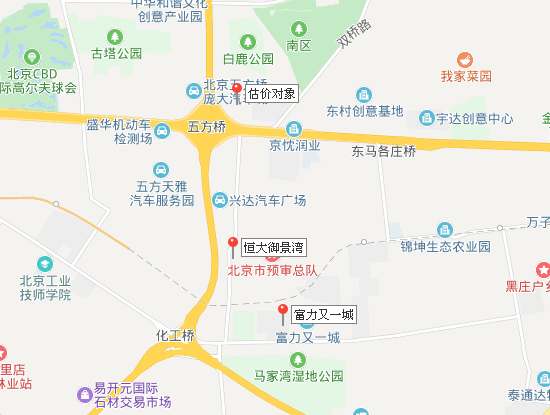 中华和谐文化
创意产业园
古塔公园
白鹿公园
南区
双桥路
北京CBD
际高尔夫球会
我家菜园
北京五方桥
庞大汽
估价对象
东村创意基地
宇达创意中心
金
盛华机动车
检测场
五方桥
京忱润业
东马各庄桥
五方天雅
汽车服务园
兴达汽车广场
万子
恒大御景湾
锦坤生态农业园
北京市预审总队
北京工业
技师学院
黑庄户乡
富力又一城
化工桥
富力又一城
里店
林业站
马家湾湿地公园
易开元国际
石材交易市场
泰通达物